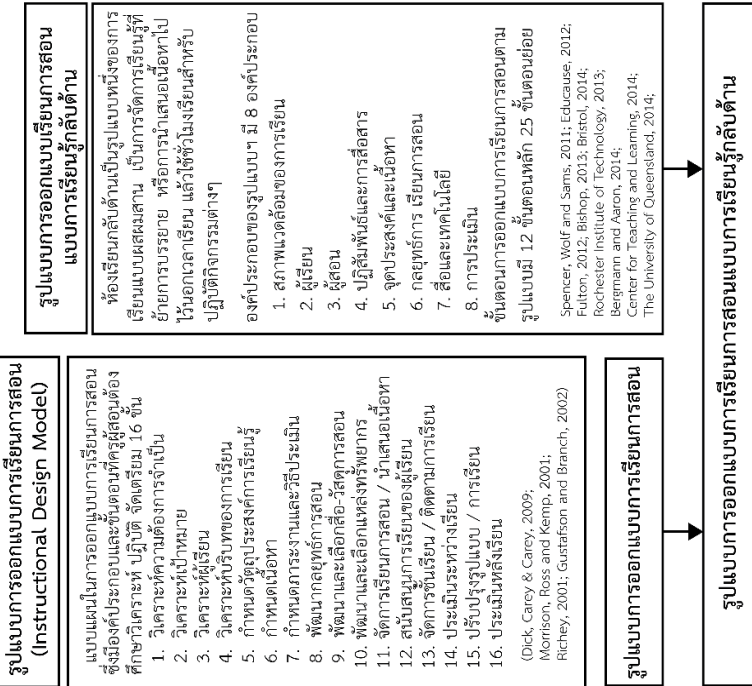 รูปแบบการออกแบบการเรียนการสอน
(Instructional Design Model)
แบบแผนในการออกแบบการเรียนการสอน
ซึ่งมีองค์ประกอบและขั้นตอนที่ครูผู้สอนต้อง
ศึกษาวิเคราะห์ ปฏิบัติ จัดเตรียม 16 ขั้น
1. วิเคราะห์ความต้องการจำเป็น
2. วิเคราะห์เป้าหมาย
3. วิเคราะห์ผู้เรียน
4. วิเคราะห์บริบทของการเรียน
5. กำหนดวัตถุประสงค์การเรียนรู้
6. กำหนดเนื้อหา
7. กำหนดภาระงานและวิธีประเมิน
8. พัฒนากลยุทธ์การสอน
9. พัฒนาและเลือกสื่อ-วัสดุการสอน
10. พัฒนาและเลือกแหล่งทรัพยากร
11. จัดการเรียนการสอน / นำเสนอเนื้อหา
12. สนับสนุนการเรียนของผู้เรียน
13. จัดการชั้นเรียน / ติดตามการเรียน
14. ประเมินระหว่างเรียน
15. ปรับปรุงรูปแบบ / การเรียน
16. ประเมินหลังเรียน
(Dick, Carey & Carey, 2009;
Morrison, Ross and Kemp, 2001;
Richey, 2001; Gustafson and Branch, 2002)
รูปแบบการออกแบบการเรียนการสอน
รูปแบบการออกแบบเรียนการสอน
แบบการเรียนรู้กลับด้าน
ห้องเรียนกลับด้านเป็นรูปแบบหนึ่งของการ
เรียนแบบผสมผสาน เป็นการจัดการเรียนรู้ที่
ย้ายการบรรยาย หรือการนำเสนอเนื้อหาไป
ไว้นอกเวลาเรียน แล้วใช้ชั่วโมงเรียนสำหรับ
ปฏิบัติกิจกรรมต่างๆ
องค์ประกอบของรูปแบบฯ มี 8 องค์ประกอบ
1. สภาพแวดล้อมของการเรียน
2. ผู้เรียน
3. ผู้สอน
4. ปฏิสัมพันธ์และการสื่อสาร
5. จุดประสงค์และเนื้อหา
6. กลยุทธ์การ เรียนการสอน
7. สื่อและเทคโนโลยี
8. การประเมิน
ขั้นตอนการออกแบบการเรียนการสอนตาม
รูปแบบมี 12 ขั้นตอนหลัก 25 ขั้นตอนย่อย
Spencer, Wolf and Sams, 2011; Educause, 2012;
Fulton, 2012; Bishop, 2013; Bristol, 2014;
Rochester Institute of Technology, 2013;
Bergmann and Aaron, 2014;
Center for Teaching and Learning, 2014;
The University of Queensland, 2014;
รูปแบบการออกแบบการเรียนการสอนแบบการเรียนรู้กลับด้าน